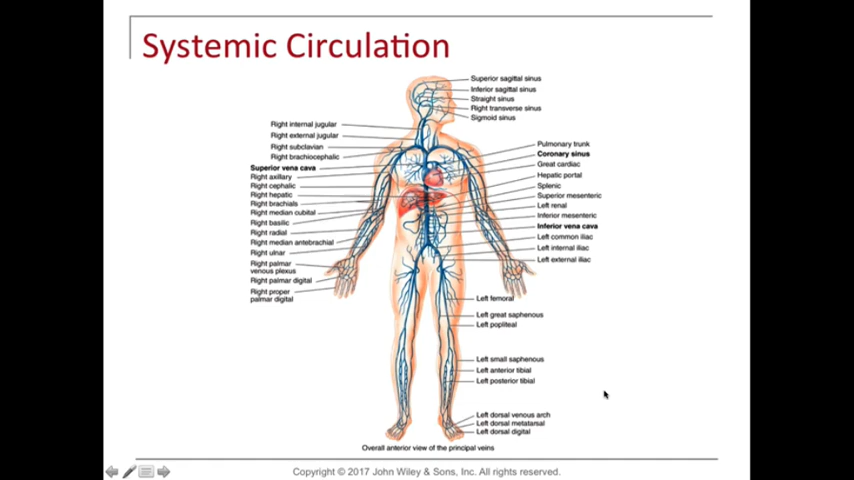 Systemic Circulation
Superior sagittal sinus
Inferior sagittal sinus
Straight sinus
Right transverse sinus
Sigmoid sinus
Right internal jugular
Right external jugular
Right subclavian
Right brachiocephalic
Superior vena cava
Right axillary
Right cephalic
Right hepatic
Right brachials
Right median cubital
Right basilic
Right radial
Right median antebrachial
Right ulnar
Right palmar
venous plexus
Right palmar digital
Right proper
palmar digital
Pulmonary trunk
Coronary sinus
Great cardiac
Hepatic portal
Splenic
Superior mesenteric
Left renal
Inferior mesenteric
Inferior vena cava
Left common iliac
Left internal iliac
Left external iliac
Left femoral
Left great saphenous
Left popliteal
Left small saphenous
Left anterior tibial
Left posterior tibial
Left dorsal venous arch
Left dorsal metatarsal
Left dorsal digital
Overall anterior view of the principal veins
Copyright © 2017 John Wiley & Sons, Inc. All rights reserved.